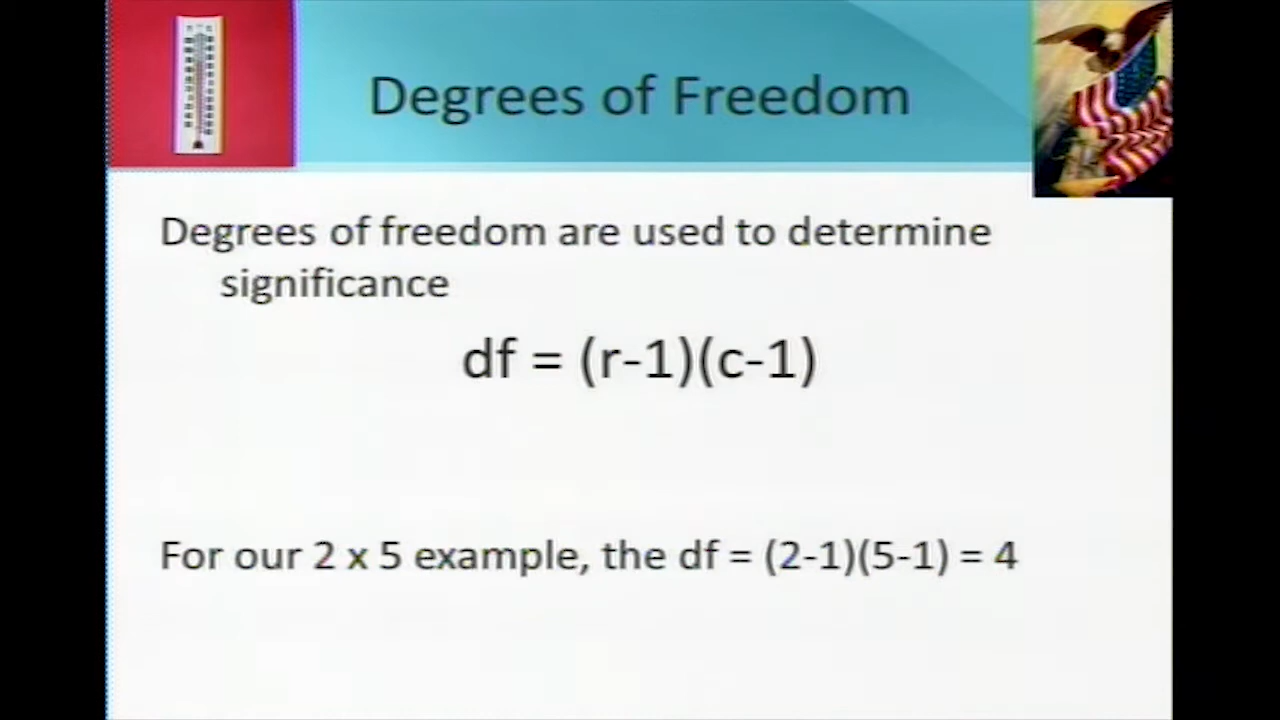 Degrees of Freedom
Degrees of freedom are used to determine
significance
df = (r-1)(c-1)
For our 2 x 5 example, the df = (2-1)(5-1) = 4